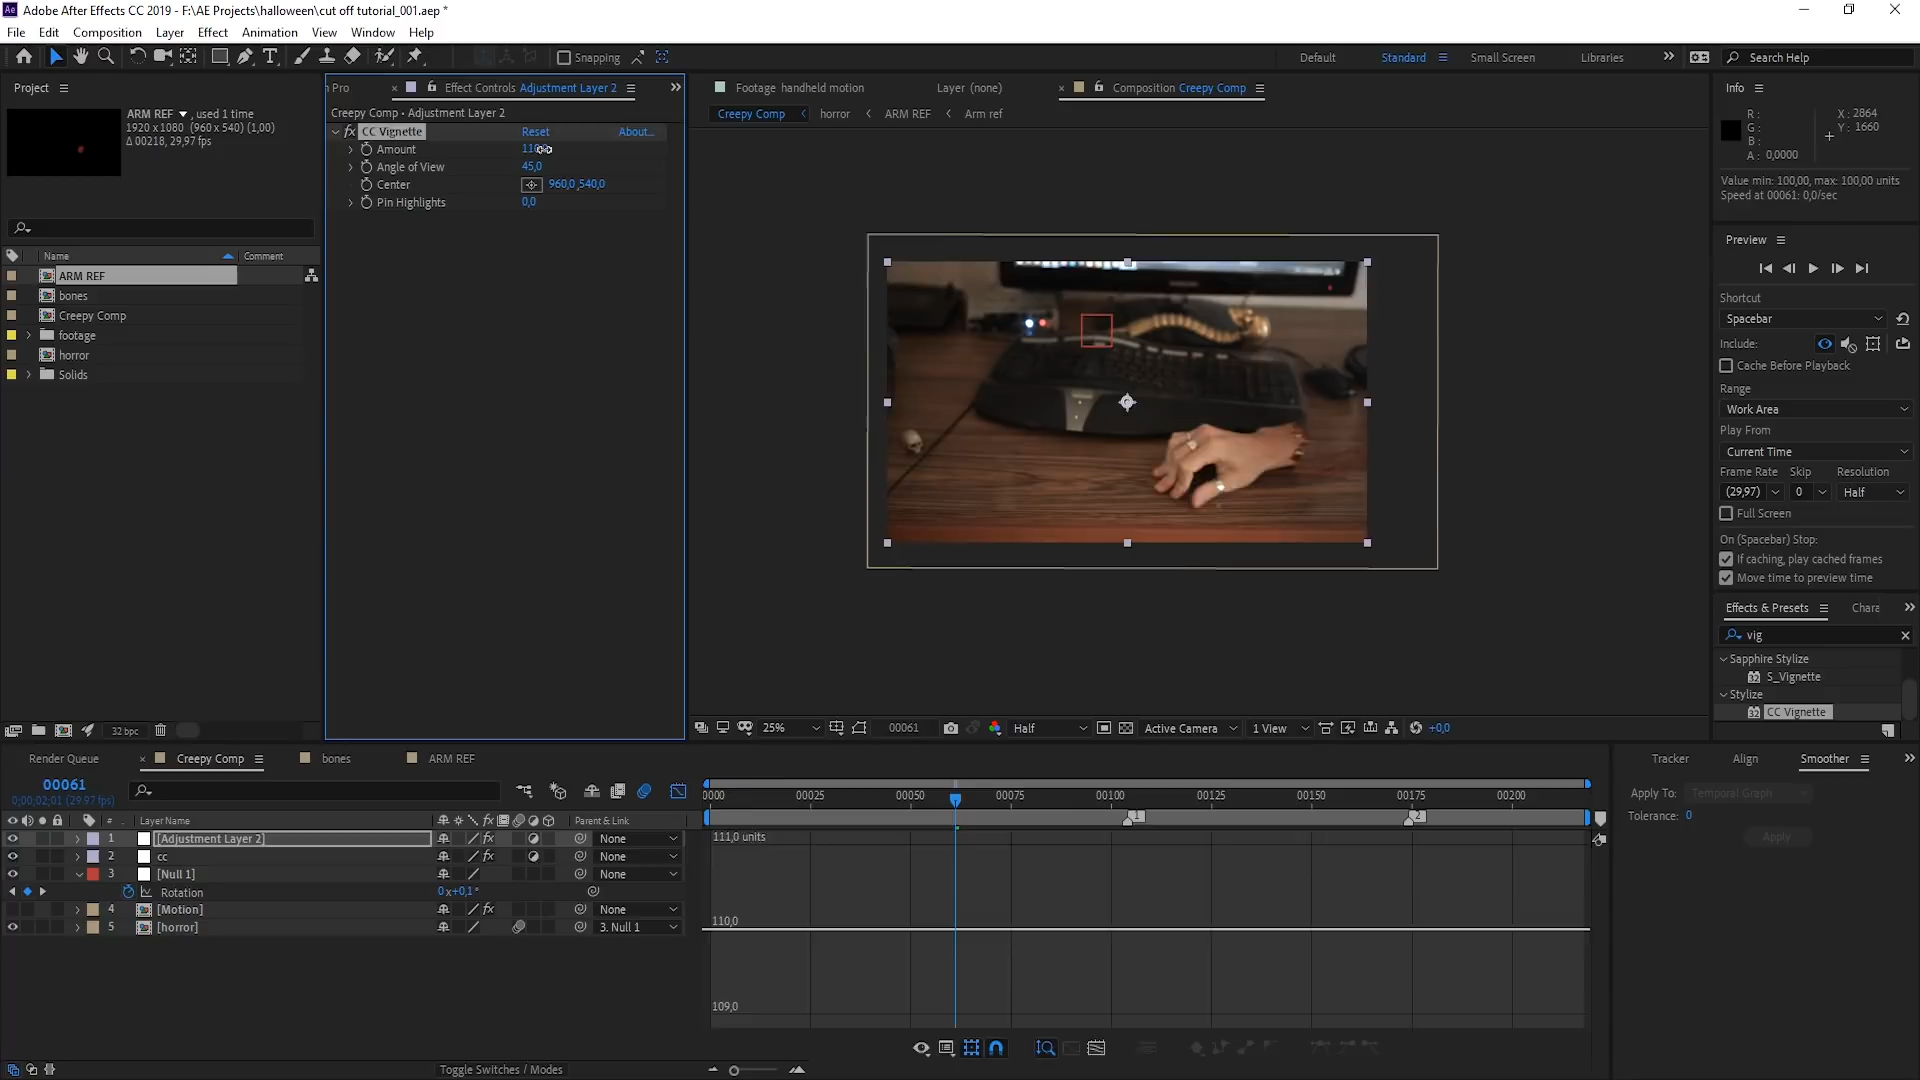 Adobe After Effects CC 2019 - F:\AE Projects\halloween\cut off tutorial_001.aep *
File Edit Composition Layer Effect Animation View Window Help
Snapping
Default Standard Small Screen Libraries Search Help
Project
ARM REF , used 1 time
1920 x 1080 (960 x 540) (1,00)
Δ 00218, 29,97 fps
Name Comment
ARM REF
bones
Creepy Comp
footage
horror
Solids
32 bpc
Effect Controls Adjustment Layer 2
Creepy Comp • Adjustment Layer 2
fx CC Vignette Reset About...
Amount
Angle of View 45,0
Center 960,0 ,540,0
Pin Highlights 0,0
Footage handheld motion Layer (none) Composition Creepy Comp
Creepy Comp horror ARM REF Arm ref
25% 00061 Half Active Camera 1 View +0,0
Info
R : X : 2864
G : Y : 1660
B :
A : 0,0000
Value min: 100,00, max: 100,00 units
Speed at 00061: 0,0/sec
Preview
Shortcut
Spacebar
Include:
Cache Before Playback
Range
Work Area
Play From
Current Time
Frame Rate Skip Resolution
(29,97) 0 Half
Full Screen
On (Spacebar) Stop:
If caching, play cached frames
Move time to preview time
Effects & Presets Chara
vig
Sapphire Stylize
S_Vignette
Stylize
CC Vignette
Render Queue Creepy Comp bones ARM REF
00061
0;00;02;01 (29.97 fps)
# Layer Name Parent & Link
1 [Adjustment Layer 2] None
2 cc None
3 [Null 1] None
Rotation 0 x+0,1 °
4 [Motion] None
5 [horror] 3. Null 1
Toggle Switches / Modes
0000 00025 00050 00075 00100 00125 00150 00175 00200
1 2
111,0 units
110,0
109,0
Tracker Align Smoother
Apply To: Temporal Graph
Tolerance: 0
Apply